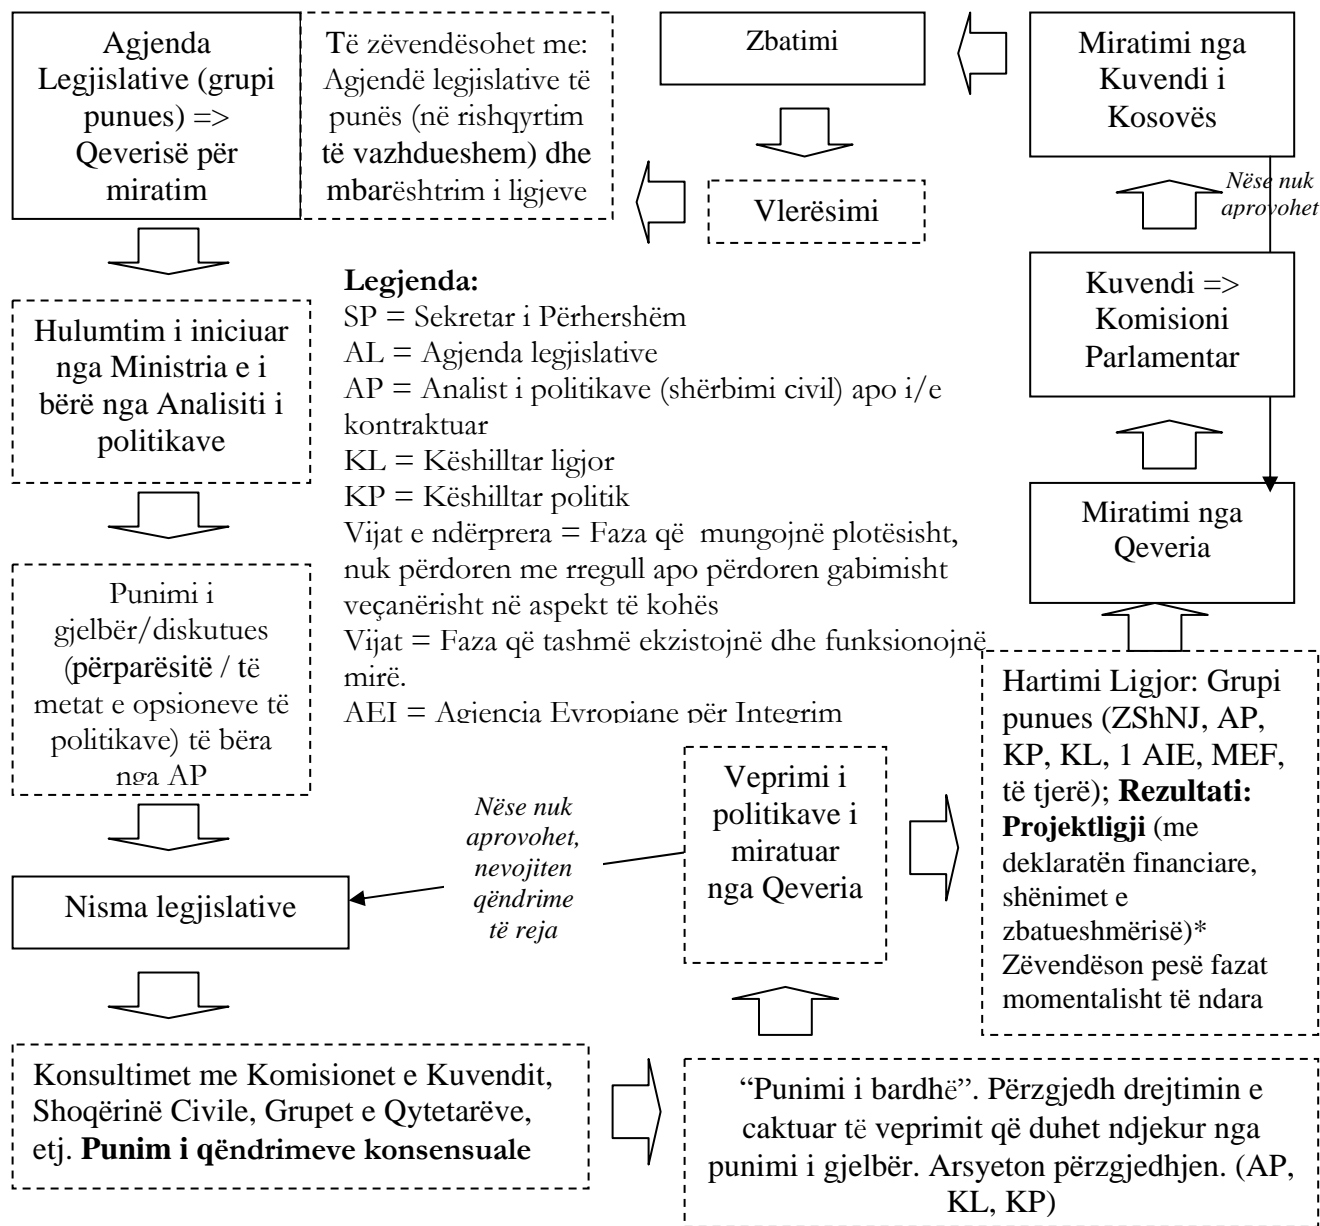 Agjenda
Legjislative (grupi
punues) =>
Qeverisë për
miratim
Të zëvendësohet me:
Agjendë legjislative të
punës (në rishqyrtim
të vazhdueshem) dhe
mbarështrim i ligjeve
Zbatimi
Miratimi nga
Kuvendi i
Kosovës
Nëse nuk
aprovohet
Vlerësimi
Hulumtim i iniciuar
nga Ministria e i
bërë nga Analisiti i
politikave
Legjenda:
SP = Sekretar i Përhershëm
AL = Agjenda legjislative
AP = Analist i politikave (shërbimi civil) apo i/e
kontraktuar
KL = Këshilltar ligjor
KP = Këshilltar politik
Vijat e ndërprera = Faza që mungojnë plotësisht,
nuk përdoren me rregull apo përdoren gabimisht
veçanërisht në aspekt të kohës
Vijat = Faza që tashmë ekzistojnë dhe funksionojnë
mirë.
AEI = Agjencia Evropiane për Integrim
Kuvendi =>
Komisioni
Parlamentar
Miratimi nga
Qeveria
Punimi i
gjelbër/diskutues
(përparësitë / të
metat e opsioneve të
politikave) të bëra
nga AP
Nisma legjislative
Nëse nuk
aprovohet,
nevojiten
qëndrime
të reja
Veprimi i
politikave i
miratuar
nga Qeveria
Hartimi Ligjor: Grupi
punues (ZShNJ, AP,
KP, KL, 1 AIE, MEF,
të tjerë); Rezultati:
Projektligji (me
deklaratën financiare,
shënimet e
zbatueshmërisë)*
Zëvendëson pesë fazat
momentalisht të ndara
Konsultimet me Komisionet e Kuvendit,
Shoqërinë Civile, Grupet e Qytetarëve,
etj. Punim i qëndrimeve konsensuale
“Punimi i bardhë”. Përzgjedh drejtimin e
caktuar të veprimit që duhet ndjekur nga
punimi i gjelbër. Arsyeton përzgjedhjen. (AP,
KL, KP)